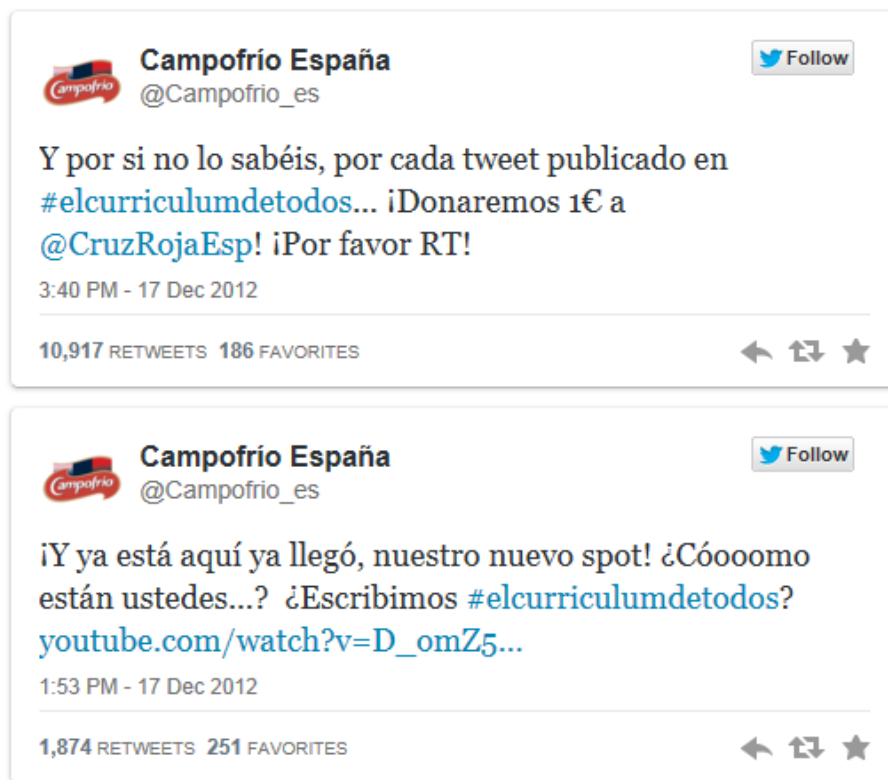 Campofrío España
Follow
@Campofrio_es
Campofrio
Y por si no lo sabéis, por cada tweet publicado en
#elcurriculumdetodos... ¡Donaremos 1€ a
@CruzRojaEsp! ¡Por favor RT!
3:40 PM - 17 Dec 2012
10,917 RETWEETS 186 FAVORITES
Campofrío España
Follow
@Campofrio_es
Campofrio
¡Y ya está aquí ya llegó, nuestro nuevo spot! ¿Cóooomo
están ustedes...? ¿Escribimos #elcurriculumdetodos?
youtube.com/watch?v=D_omZ5...
1:53 PM - 17 Dec 2012
1,874 RETWEETS 251 FAVORITES